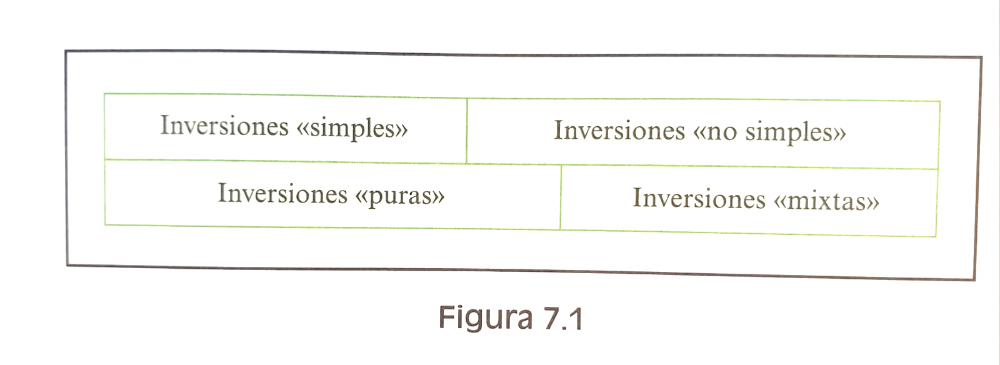 Inversiones «simples» Inversiones «no simples»
Inversiones «puras» Inversiones «mixtas»
Figura 7.1